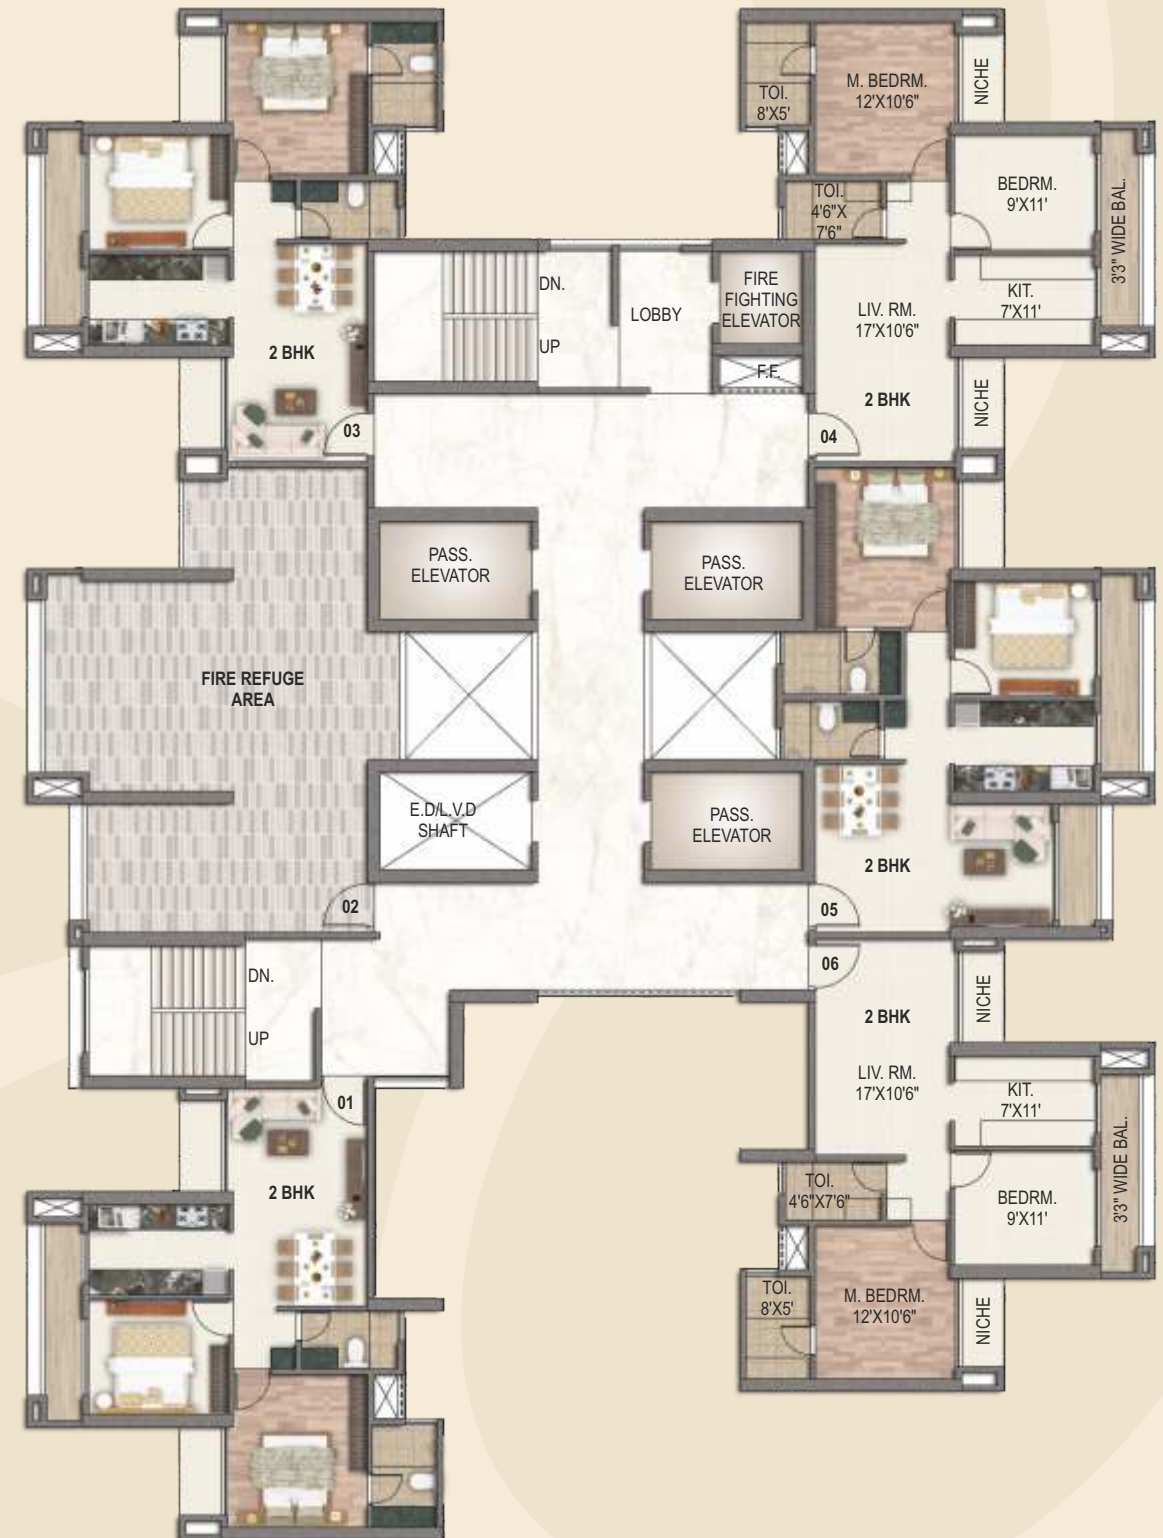 M. BEDRM.
12'X10'6"
TOI.
8'X5'
NICHE
BEDRM.
9'X11'
3'3" WIDE BAL.
TOI.
4'6"X
7'6"
KIT.
7'X11'
LIV. RM.
17'X10'6"
2 BHK
NICHE
04
FIRE
FIGHTING
ELEVATOR
F.F.
LOBBY
DN.
UP
2 BHK
03
PASS.
ELEVATOR
PASS.
ELEVATOR
FIRE REFUGE
AREA
E.D/L.V.D
SHAFT
PASS.
ELEVATOR
2 BHK
02
05
06
DN.
UP
2 BHK
NICHE
LIV. RM.
17'X10'6"
KIT.
7'X11'
01
2 BHK
TOI.
4'6"X7'6"
BEDRM.
9'X11'
3'3" WIDE BAL.
TOI.
8'X5'
M. BEDRM.
12'X10'6"
NICHE